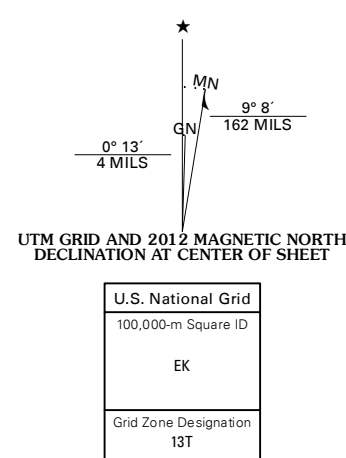 ★
MN
GN
9° 8´
162 MILS
0° 13´
4 MILS
UTM GRID AND 2012 MAGNETIC NORTH
DECLINATION AT CENTER OF SHEET
U.S. National Grid
100,000-m Square ID
EK
Grid Zone Designation
13T